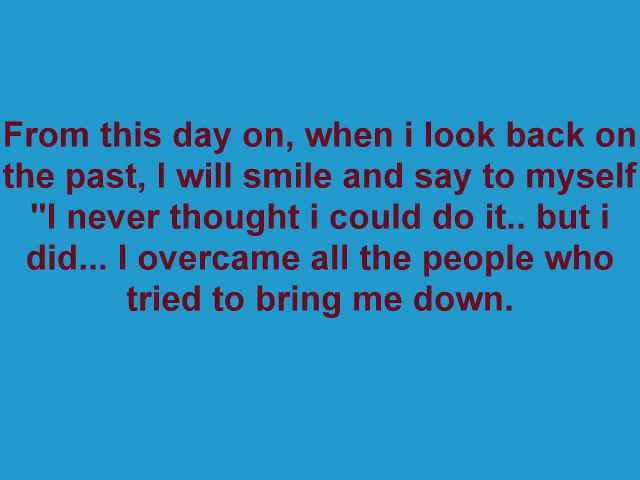 From this day on, when i look back on
the past, I will smile and say to myself
"I never thought i could do it.. but i
did... I overcame all the people who
tried to bring me down.